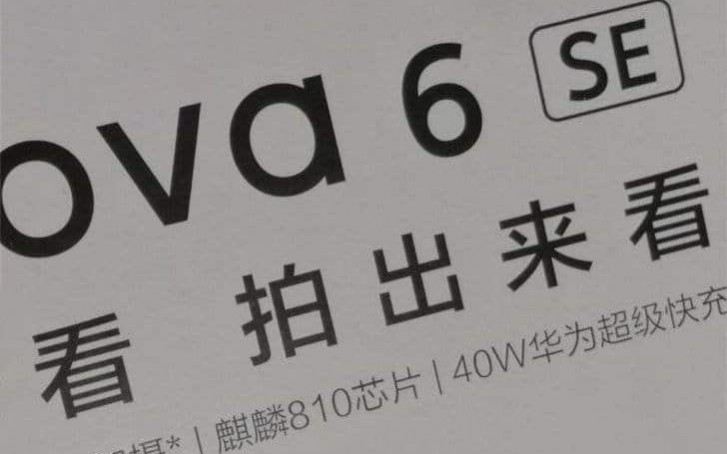 ova 6 SE
看 拍出来看
摄* | 麒麟810芯片 | 40W华为超级快充